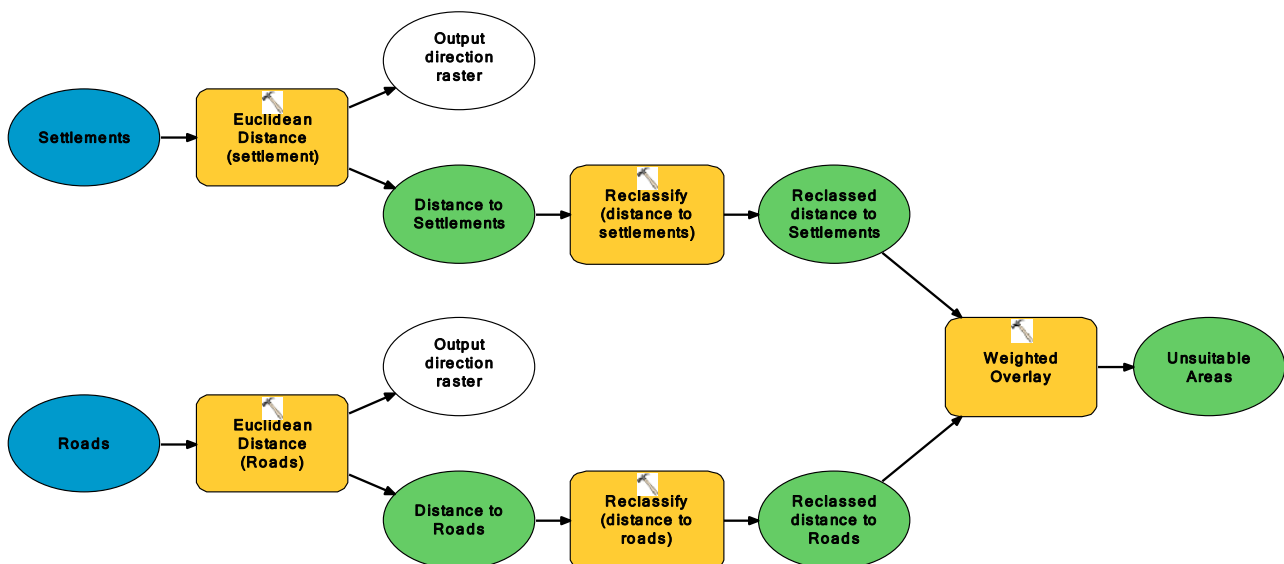 Output
direction
raster
Settlements
Euclidean
Distance
(settlement)
Distance to
Settlements
Reclassify
(distance to
settlements)
Reclassed
distance to
Settlements
Output
direction
raster
Weighted
Overlay
Unsuitable
Areas
Roads
Euclidean
Distance
(Roads)
Distance to
Roads
Reclassify
(distance to
roads)
Reclassed
distance to
Roads